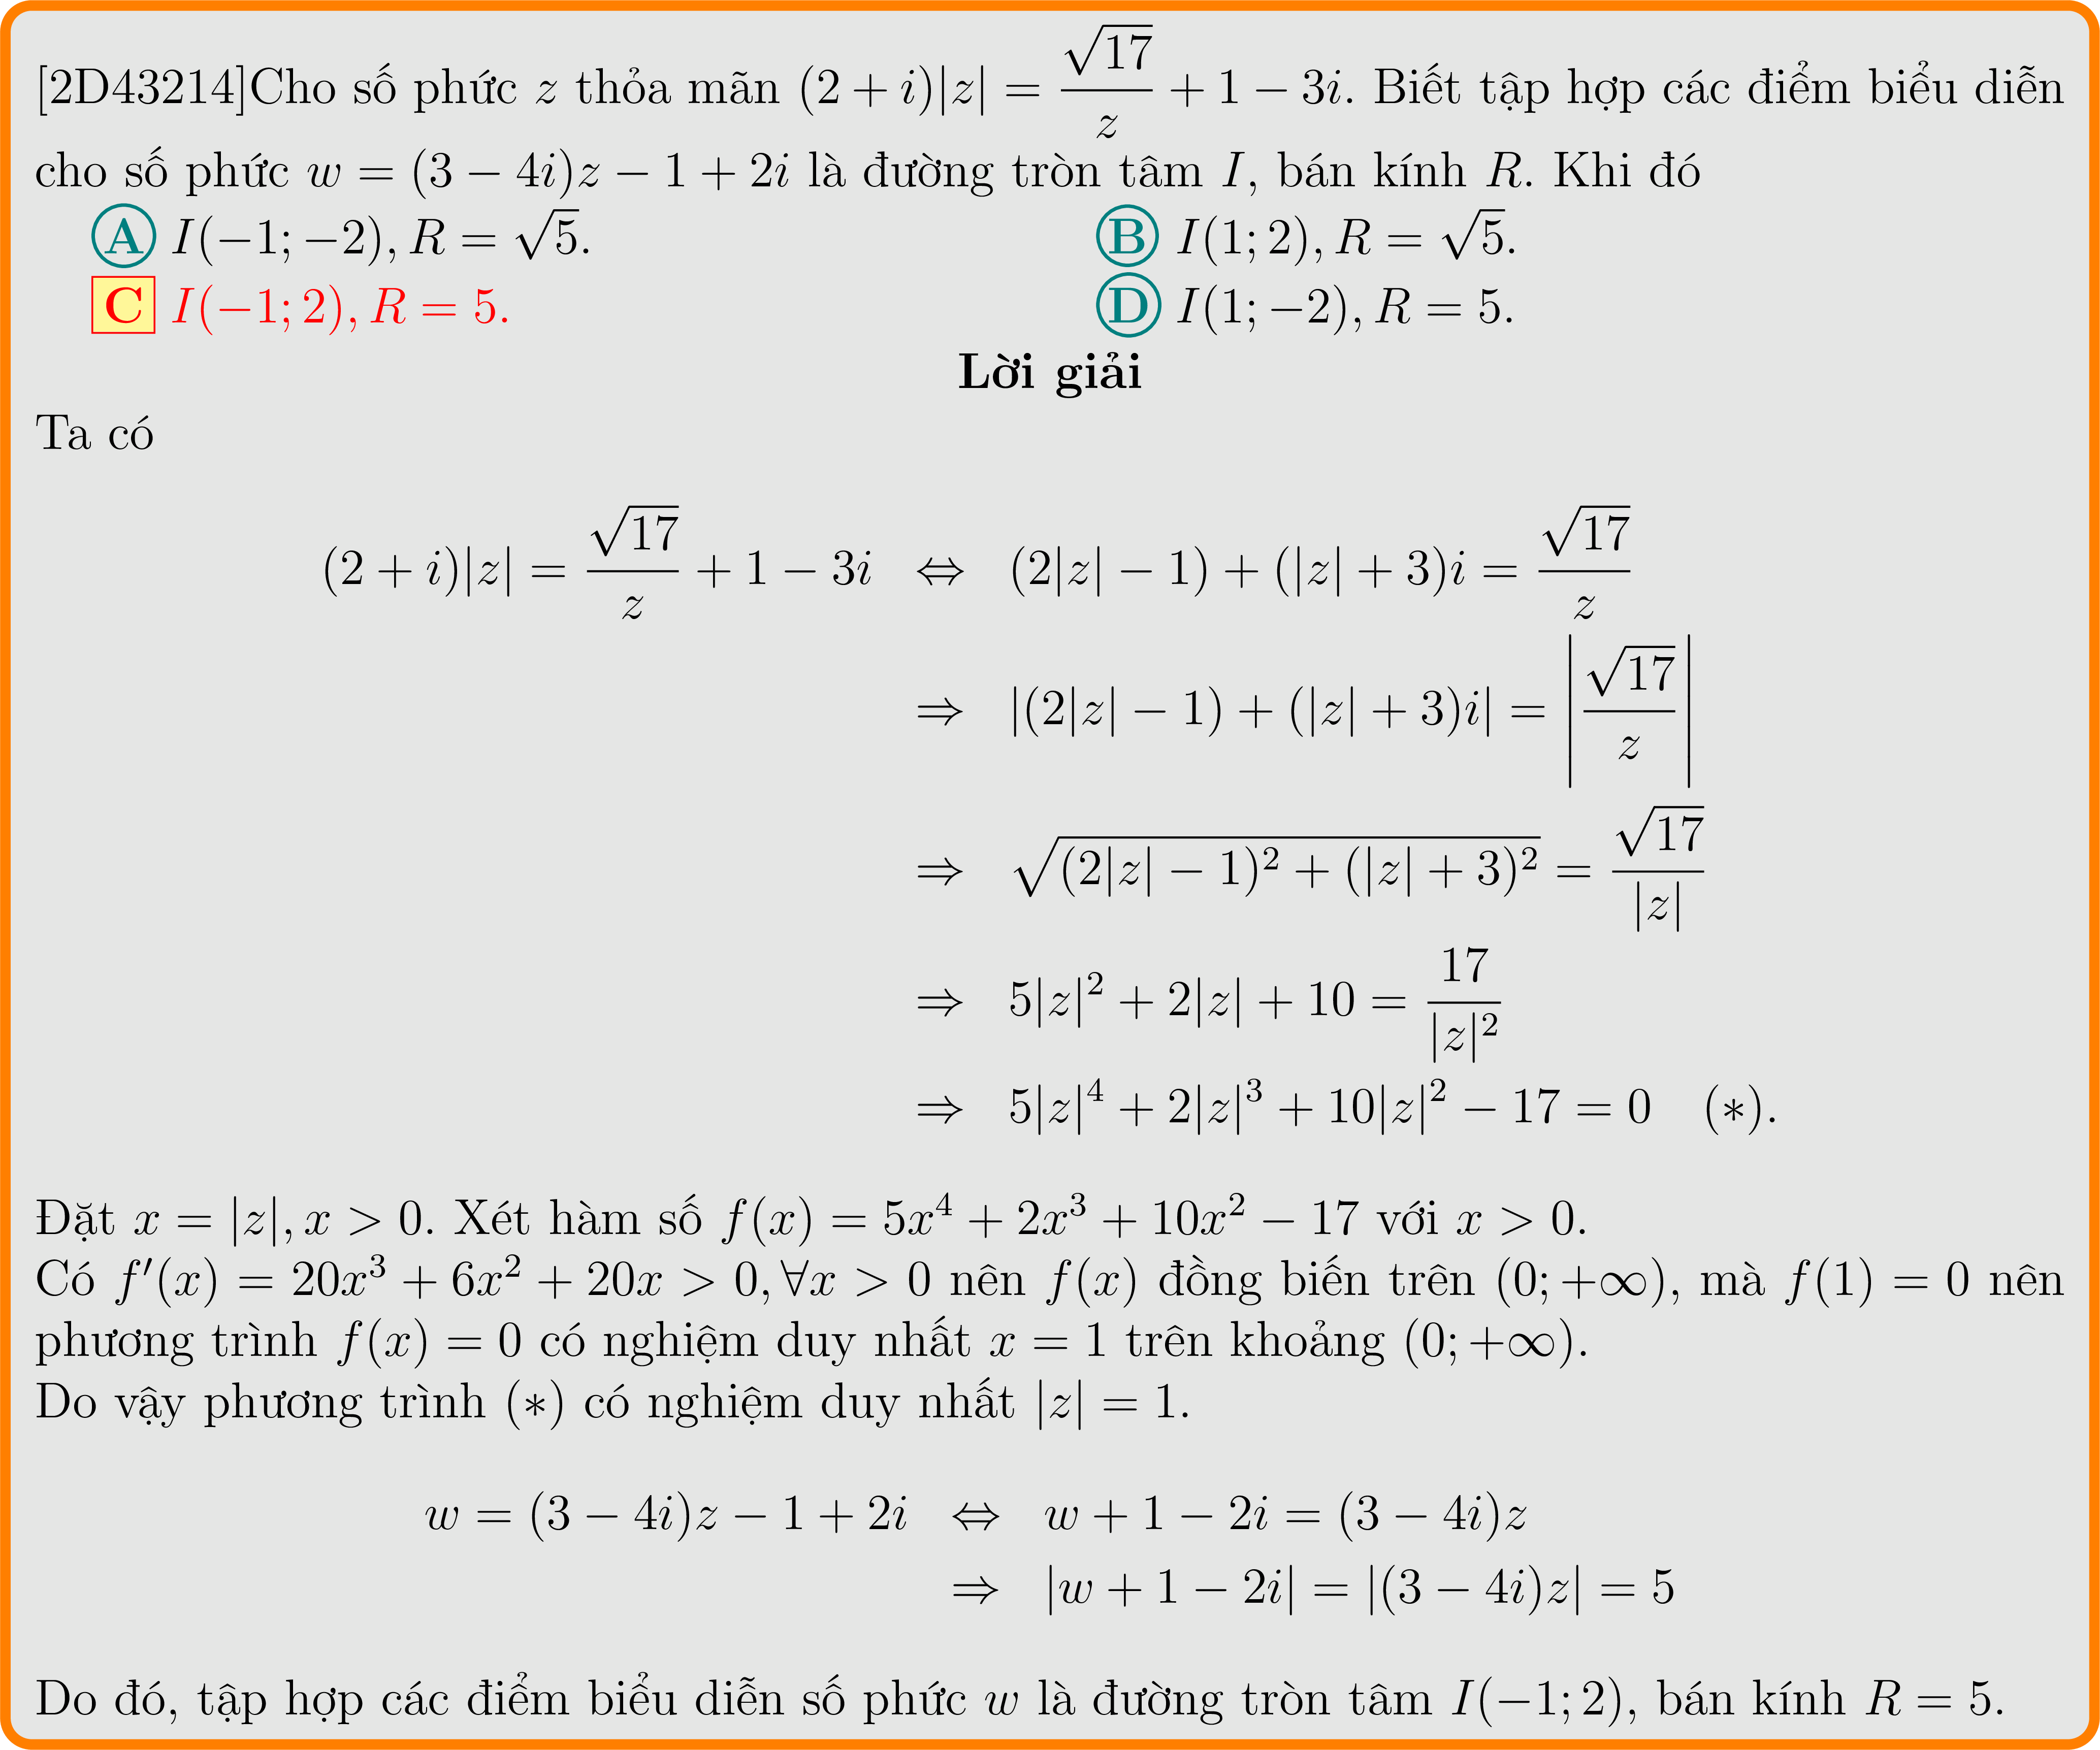 [2D43214]Cho số phức $z$ thỏa mãn $(2+i)|z| = \dfrac{\sqrt{17}}{z} + 1 - 3i$. Biết tập hợp các điểm biểu diễn
cho số phức $w = (3-4i)z - 1 + 2i$ là đường tròn tâm $I$, bán kính $R$. Khi đó
A $I(-1;-2), R = \sqrt{5}$. B $I(1;2), R = \sqrt{5}$.
C $I(-1;2), R = 5$. D $I(1;-2), R = 5$.
Lời giải
Ta có
$(2+i)|z| = \dfrac{\sqrt{17}}{z} + 1 - 3i \Leftrightarrow (2|z|-1) + (|z|+3)i = \dfrac{\sqrt{17}}{z}$
$\Rightarrow |(2|z|-1) + (|z|+3)i| = \left|\dfrac{\sqrt{17}}{z}\right|$
$\Rightarrow \sqrt{(2|z|-1)^2 + (|z|+3)^2} = \dfrac{\sqrt{17}}{|z|}$
$\Rightarrow 5|z|^2 + 2|z| + 10 = \dfrac{17}{|z|^2}$
$\Rightarrow 5|z|^4 + 2|z|^3 + 10|z|^2 - 17 = 0 \quad (*).$
Đặt $x = |z|, x > 0$. Xét hàm số $f(x) = 5x^4 + 2x^3 + 10x^2 - 17$ với $x > 0$.
Có $f'(x) = 20x^3 + 6x^2 + 20x > 0, \forall x > 0$ nên $f(x)$ đồng biến trên $(0;+\infty)$, mà $f(1) = 0$ nên
phương trình $f(x) = 0$ có nghiệm duy nhất $x = 1$ trên khoảng $(0;+\infty)$.
Do vậy phương trình $(*)$ có nghiệm duy nhất $|z| = 1$.
$w = (3-4i)z - 1 + 2i \Leftrightarrow w + 1 - 2i = (3-4i)z$
$\Rightarrow |w + 1 - 2i| = |(3-4i)z| = 5$
Do đó, tập hợp các điểm biểu diễn số phức $w$ là đường tròn tâm $I(-1;2)$, bán kính $R = 5$.